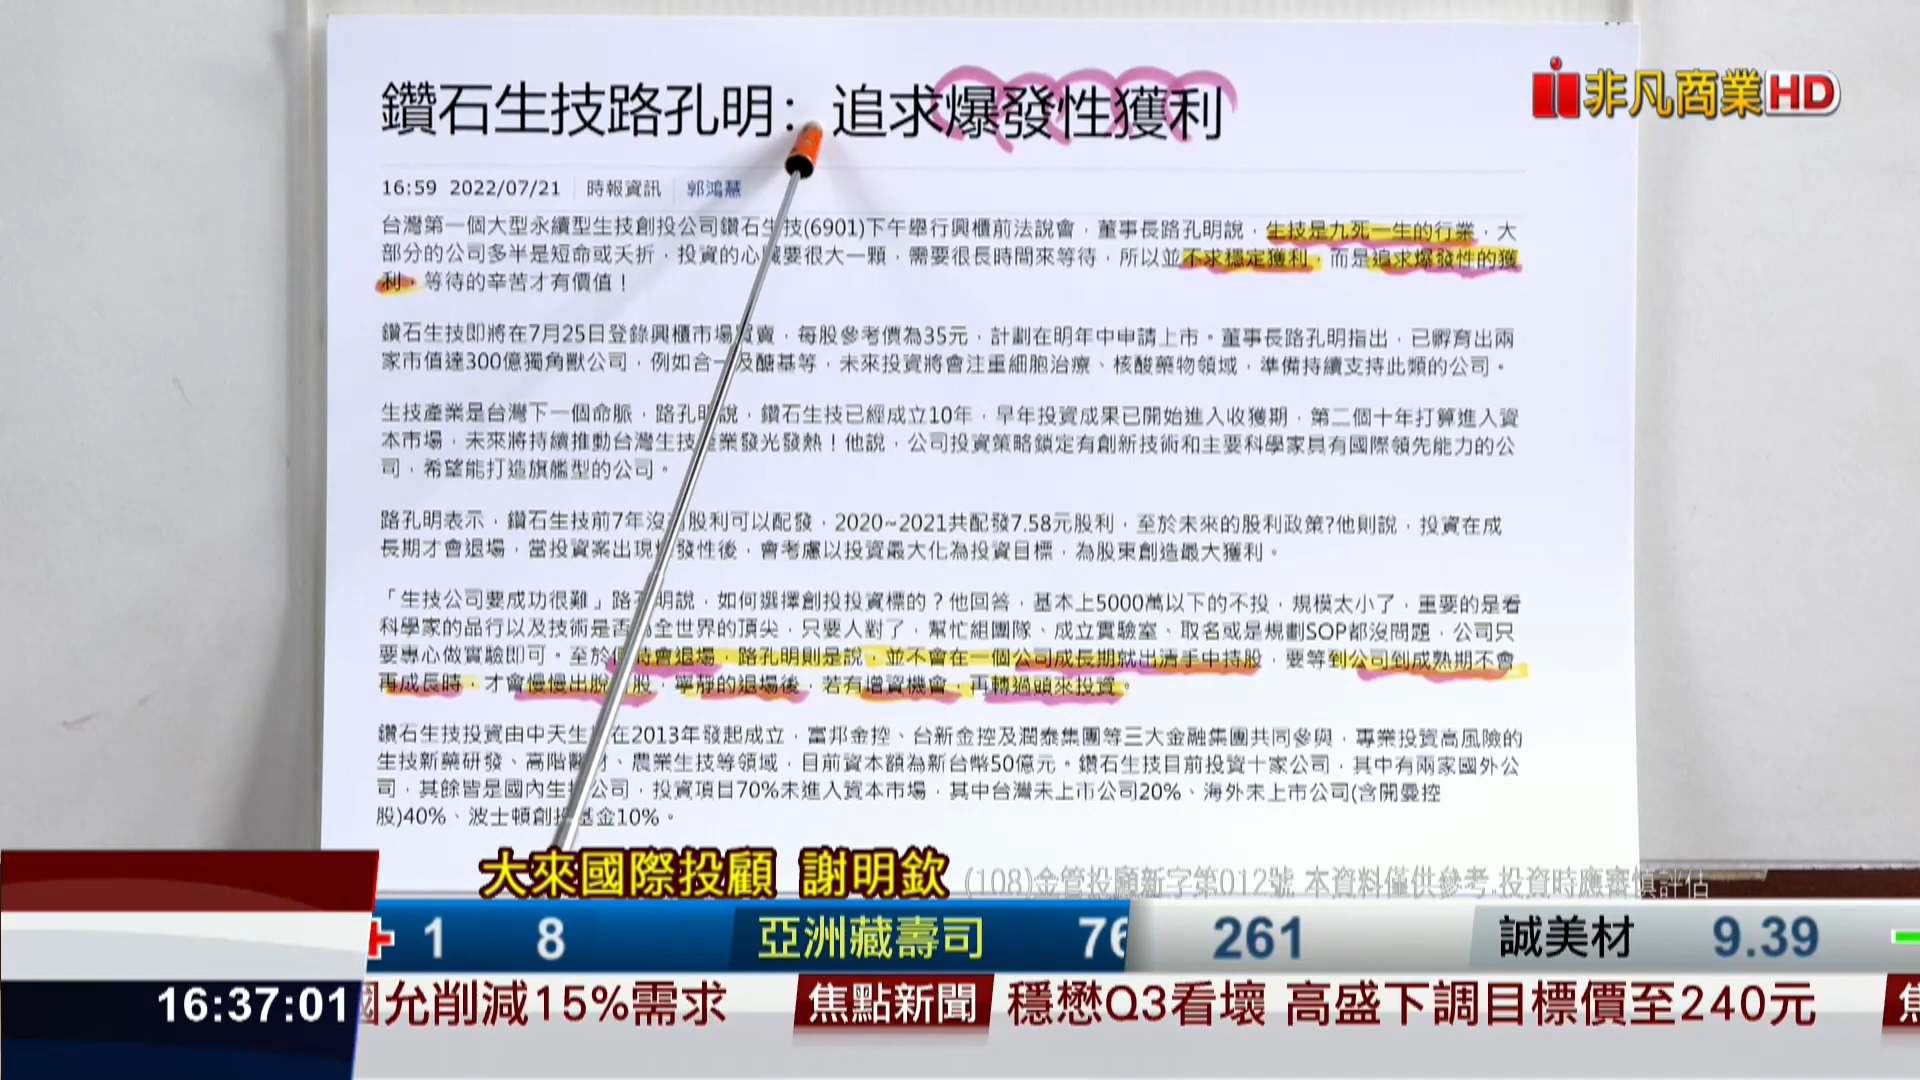 鑽石生技路孔明：追求爆發性獲利
非凡商業HD
16:59 2022/07/21 時報資訊 郭鴻慧
台灣第一個大型永續型生技創投公司鑽石生技(6901)下午舉行興櫃前法說會，董事長路孔明說，生技是九死一生的行業，大
部分的公司多半是短命或夭折，投資的心臟要很大一顆，需要很長時間來等待，所以並不求穩定獲利，而是追求爆發性的獲
利，等待的辛苦才有價值！
鑽石生技即將在7月25日登錄興櫃市場買賣，每股參考價為35元，計劃在明年中申請上市。董事長路孔明指出，已孵育出兩
家市值達300億獨角獸公司，例如合一及醣基等，未來投資將會注重細胞治療、核酸藥物領域，準備持續支持此類的公司。
生技產業是台灣下一個命脈，路孔明說，鑽石生技已經成立10年，早年投資成果已開始進入收獲期，第二個十年打算進入資
本市場，未來將持續推動台灣生技產業發光發熱！他說，公司投資策略鎖定有創新技術和主要科學家具有國際領先能力的公
司，希望能打造旗艦型的公司。
路孔明表示，鑽石生技前7年沒有股利可以配發，2020~2021共配發7.58元股利，至於未來的股利政策?他則說，投資在成
長期才會退場，當投資案出現爆發性後，會考慮以投資最大化為投資目標，為股東創造最大獲利。
「生技公司要成功很難」路孔明說，如何選擇創投投資標的？他回答，基本上5000萬以下的不投，規模太小了，重要的是看
科學家的品行以及技術是否為全世界的頂尖，只要人對了，幫忙組團隊、成立實驗室、取名或是規劃SOP都沒問題，公司只
要專心做實驗即可。至於何時會退場，路孔明則是說，並不會在一個公司成長期就出清手中持股，要等到公司到成熟期不會
再成長時，才會慢慢出脫持股，寧靜的退場後，若有增資機會，再轉過頭來投資。
鑽石生技投資由中天生技在2013年發起成立，富邦金控、台新金控及潤泰集團等三大金融集團共同參與，專業投資高風險的
生技新藥研發、高階醫材、農業生技等領域，目前資本額為新台幣50億元。鑽石生技目前投資十家公司，其中有兩家國外公
司，其餘皆是國內生技公司，投資項目70%未進入資本市場，其中台灣未上市公司20%、海外未上市公司(含開曼控
股)40%、波士頓創投基金10%。
大來國際投顧 謝明欽 (108)金管投顧新字第012號 本資料僅供參考,投資時應審慎評估
1 8 亞洲藏壽司 76 261 誠美材 9.39
16:37:01 國允削減15%需求 焦點新聞 穩懋Q3看壞 高盛下調目標價至240元 焦